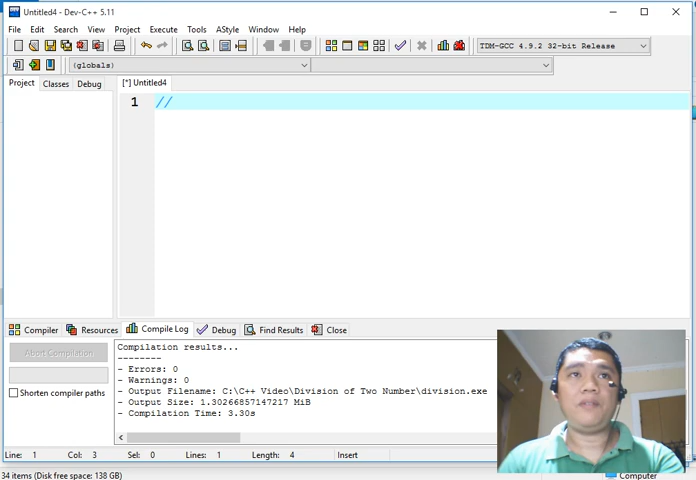 Untitled4 - Dev-C++ 5.11
File Edit Search View Project Execute Tools AStyle Window Help
TDM-GCC 4.9.2 32-bit Release
(globals)
Project Classes Debug
[*] Untitled4
1 //
Compiler Resources Compile Log Debug Find Results Close
Abort Compilation
Shorten compiler paths
Compilation results...
--------
- Errors: 0
- Warnings: 0
- Output Filename: C:\C++ Video\Division of Two Number\division.exe
- Output Size: 1.30266857147217 MiB
- Compilation Time: 3.30s
Line: 1 Col: 3 Sel: 0 Lines: 1 Length: 4 Insert
34 items (Disk free space: 138 GB)
Computer